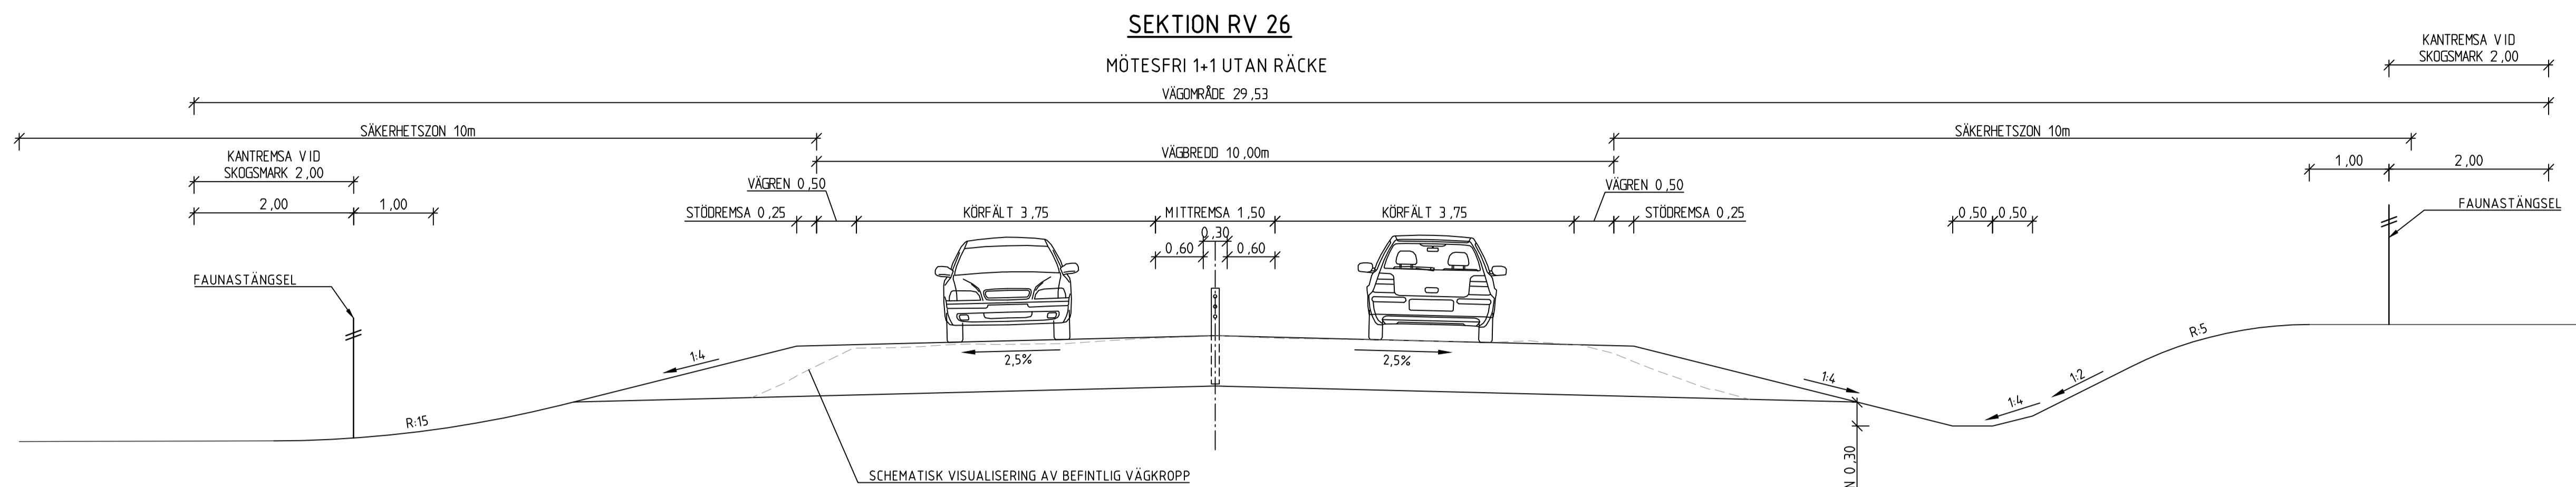 SEKTION RV 26
MÖTESFRI 1+1 UTAN RÄCKE
KANTREMSA VID
SKOGSMARK 2,00
VÄGOMRÅDE 29,53
SÄKERHETSZON 10m
SÄKERHETSZON 10m
VÄGBREDD 10,00m
KANTREMSA VID
SKOGSMARK 2,00
1,00
2,00
VÄGREN 0,50
VÄGREN 0,50
2,00
1,00
STÖDREMSA 0,25
KÖRFÄLT 3,75
MITTREMSA 1,50
KÖRFÄLT 3,75
STÖDREMSA 0,25
0,50
0,50
FAUNASTÄNGSEL
0,30
0,60
0,60
FAUNASTÄNGSEL
1:4
2,5%
2,5%
1:4
1:4
1:2
R:5
R:15
SCHEMATISK VISUALISERING AV BEFINTLIG VÄGKROPP
N 0,30